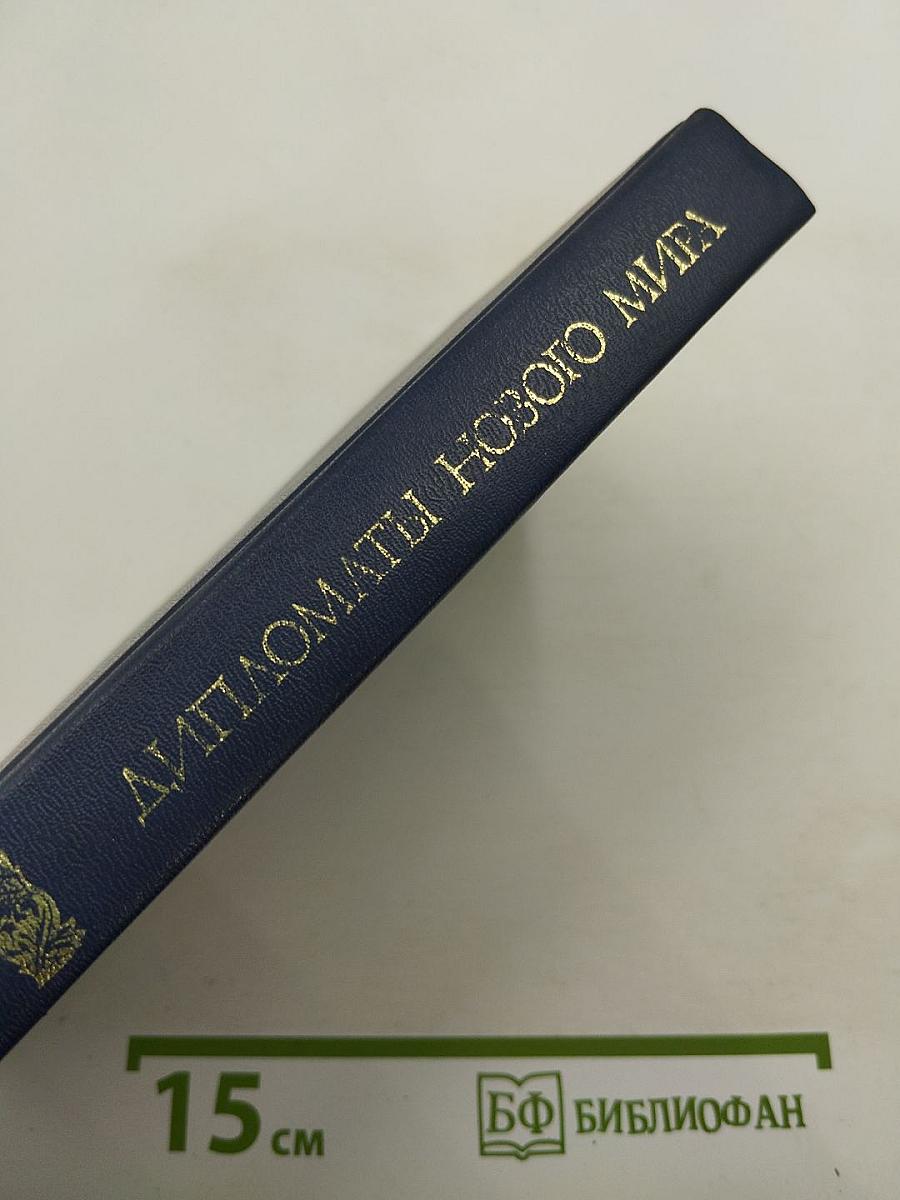 ДИПЛОМАТЫ НОВОГО МИРА
15 см
БФ БИБЛИОФАН